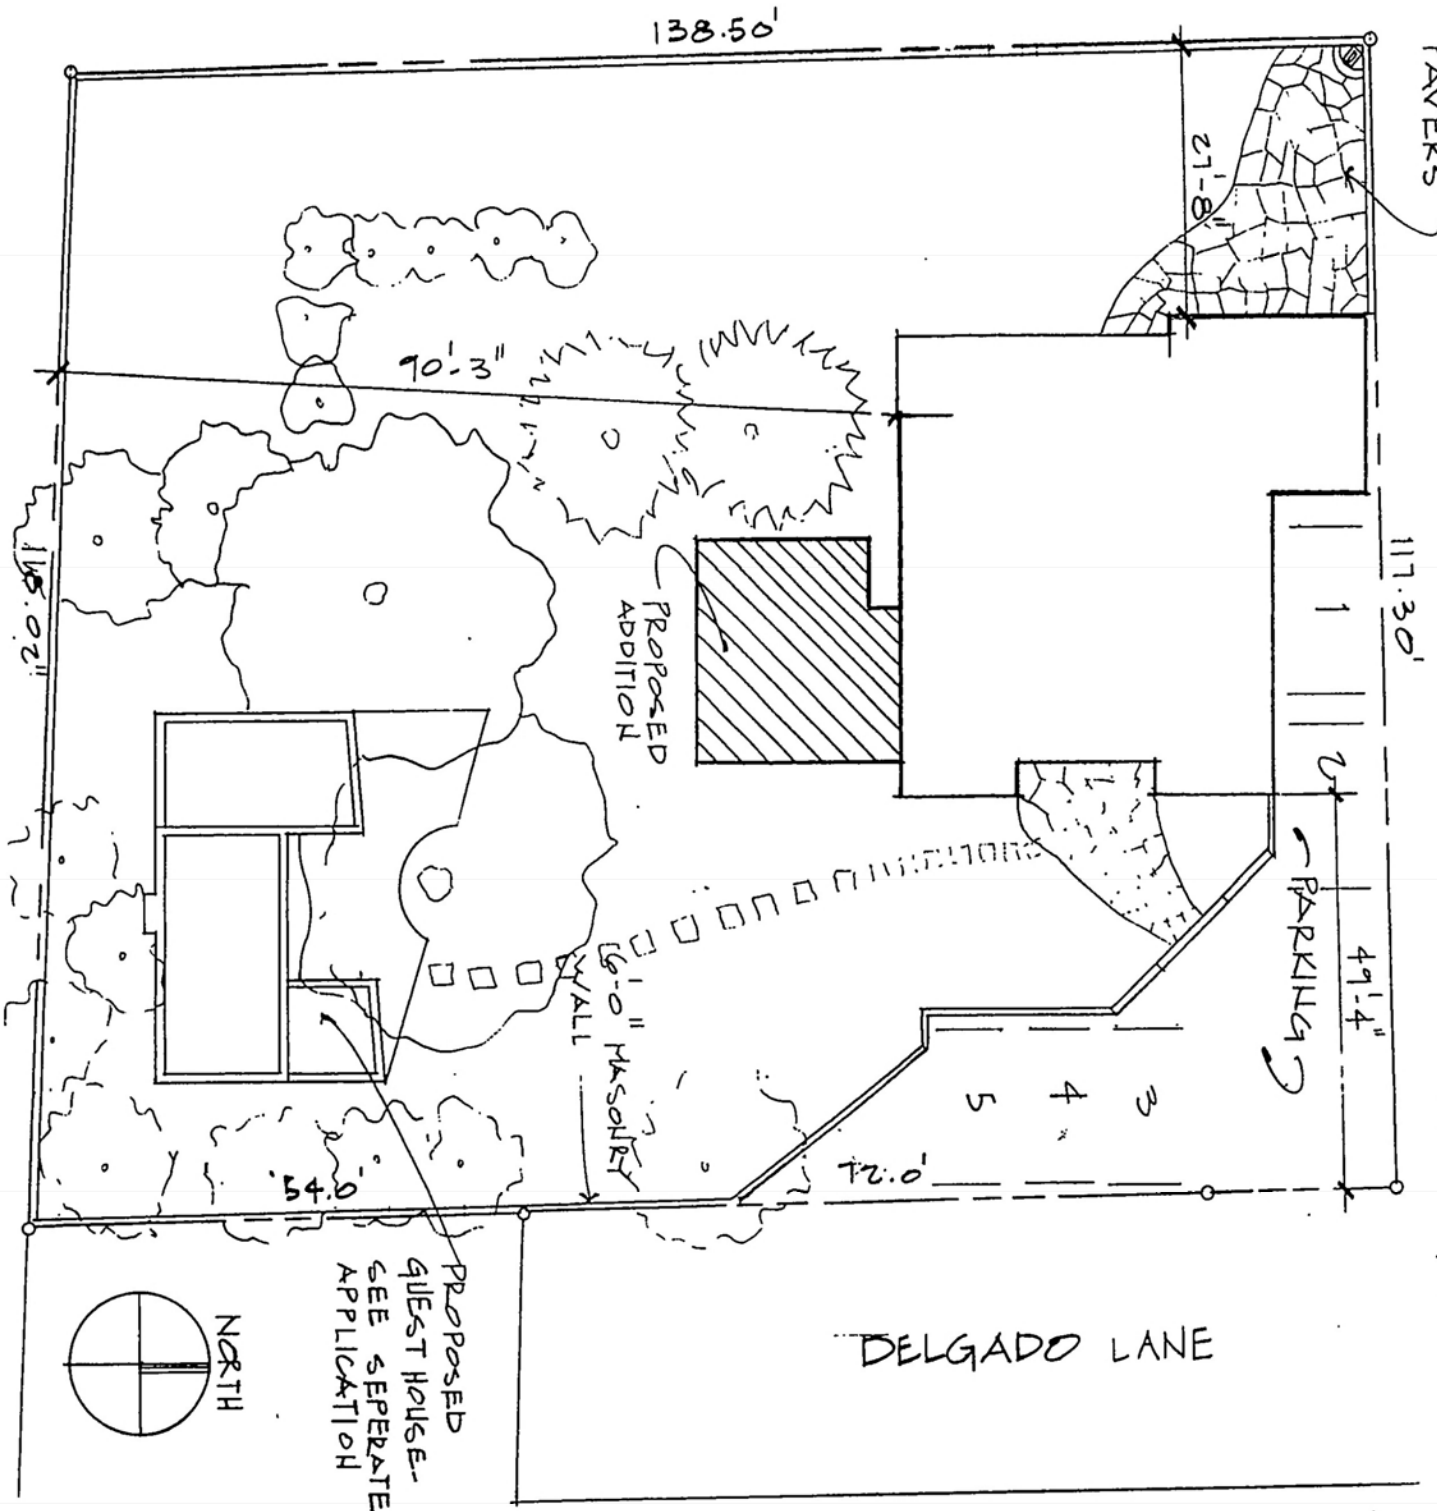 138.50'
PAVERS
27'-8"
90'-3"
117.30'
1
2
PROPOSED
ADDITION
PARKING
49'-4"
6'-0" MASONRY
WALL
3
4
5
72.0'
54.0'
PROPOSED
GUEST HOUSE-
SEE SEPERATE
APPLICATION
NORTH
DELGADO LANE